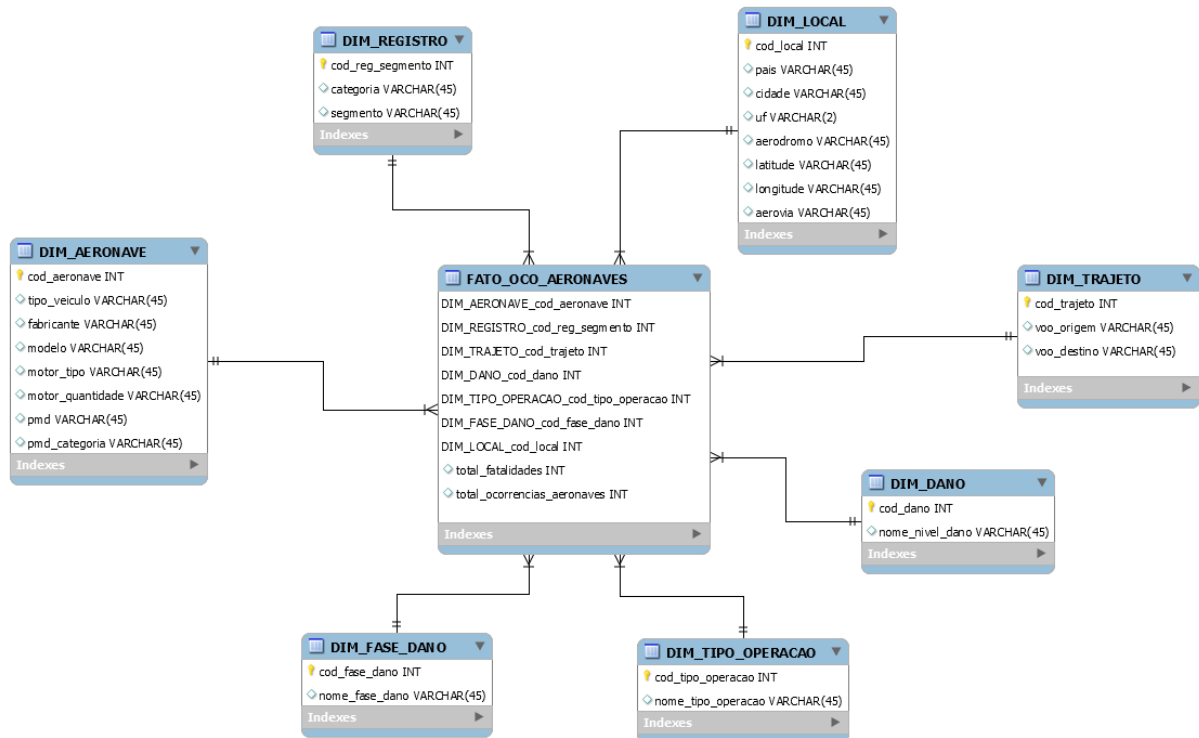 DIM_REGISTRO
cod_reg_segmento INT
categoria VARCHAR(45)
segmento VARCHAR(45)
Indexes
DIM_LOCAL
cod_local INT
pais VARCHAR(45)
cidade VARCHAR(45)
uf VARCHAR(2)
aerodromo VARCHAR(45)
latitude VARCHAR(45)
longitude VARCHAR(45)
aerovia VARCHAR(45)
Indexes
DIM_AERONAVE
cod_aeronave INT
tipo_veiculo VARCHAR(45)
fabricante VARCHAR(45)
modelo VARCHAR(45)
motor_tipo VARCHAR(45)
motor_quantidade VARCHAR(45)
pmd VARCHAR(45)
pmd_categoria VARCHAR(45)
Indexes
FATO_OCO_AERONAVES
DIM_AERONAVE_cod_aeronave INT
DIM_REGISTRO_cod_reg_segmento INT
DIM_TRAJETO_cod_trajeto INT
DIM_DANO_cod_dano INT
DIM_TIPO_OPERACAO_cod_tipo_operacao INT
DIM_FASE_DANO_cod_fase_dano INT
DIM_LOCAL_cod_local INT
total_fatalidades INT
total_ocorrencias_aeronaves INT
Indexes
DIM_TRAJETO
cod_trajeto INT
voo_origem VARCHAR(45)
voo_destino VARCHAR(45)
Indexes
DIM_DANO
cod_dano INT
nome_nivel_dano VARCHAR(45)
Indexes
DIM_FASE_DANO
cod_fase_dano INT
nome_fase_dano VARCHAR(45)
Indexes
DIM_TIPO_OPERACAO
cod_tipo_operacao INT
nome_tipo_operacao VARCHAR(45)
Indexes